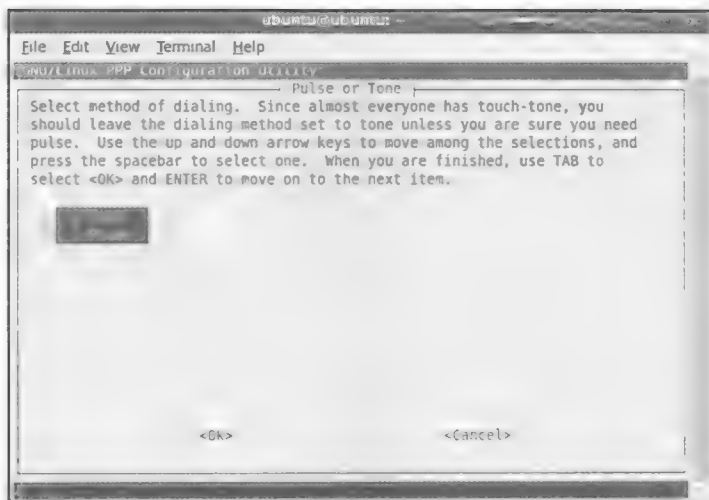 ubuntu@ubuntu: ~
File Edit View Terminal Help
GNU/Linux PPP Configuration Utility
Pulse or Tone
Select method of dialing. Since almost everyone has touch-tone, you
should leave the dialing method set to tone unless you are sure you need
pulse. Use the up and down arrow keys to move among the selections, and
press the spacebar to select one. When you are finished, use TAB to
select <OK> and ENTER to move on to the next item.
<Ok> <Cancel>